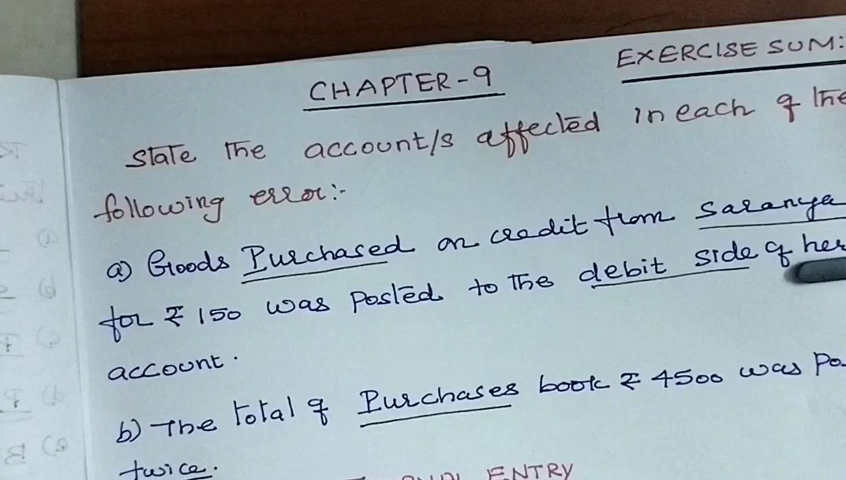 CHAPTER-9
EXERCISE SUM:
State The account/s affected in each of the
following error:-
a) Goods Purchased on credit from Saranya
for ₹ 150 was Posted to The debit side of her
account.
b) The total of Purchases book ₹ 4500 was Po
twice.
ENTRY